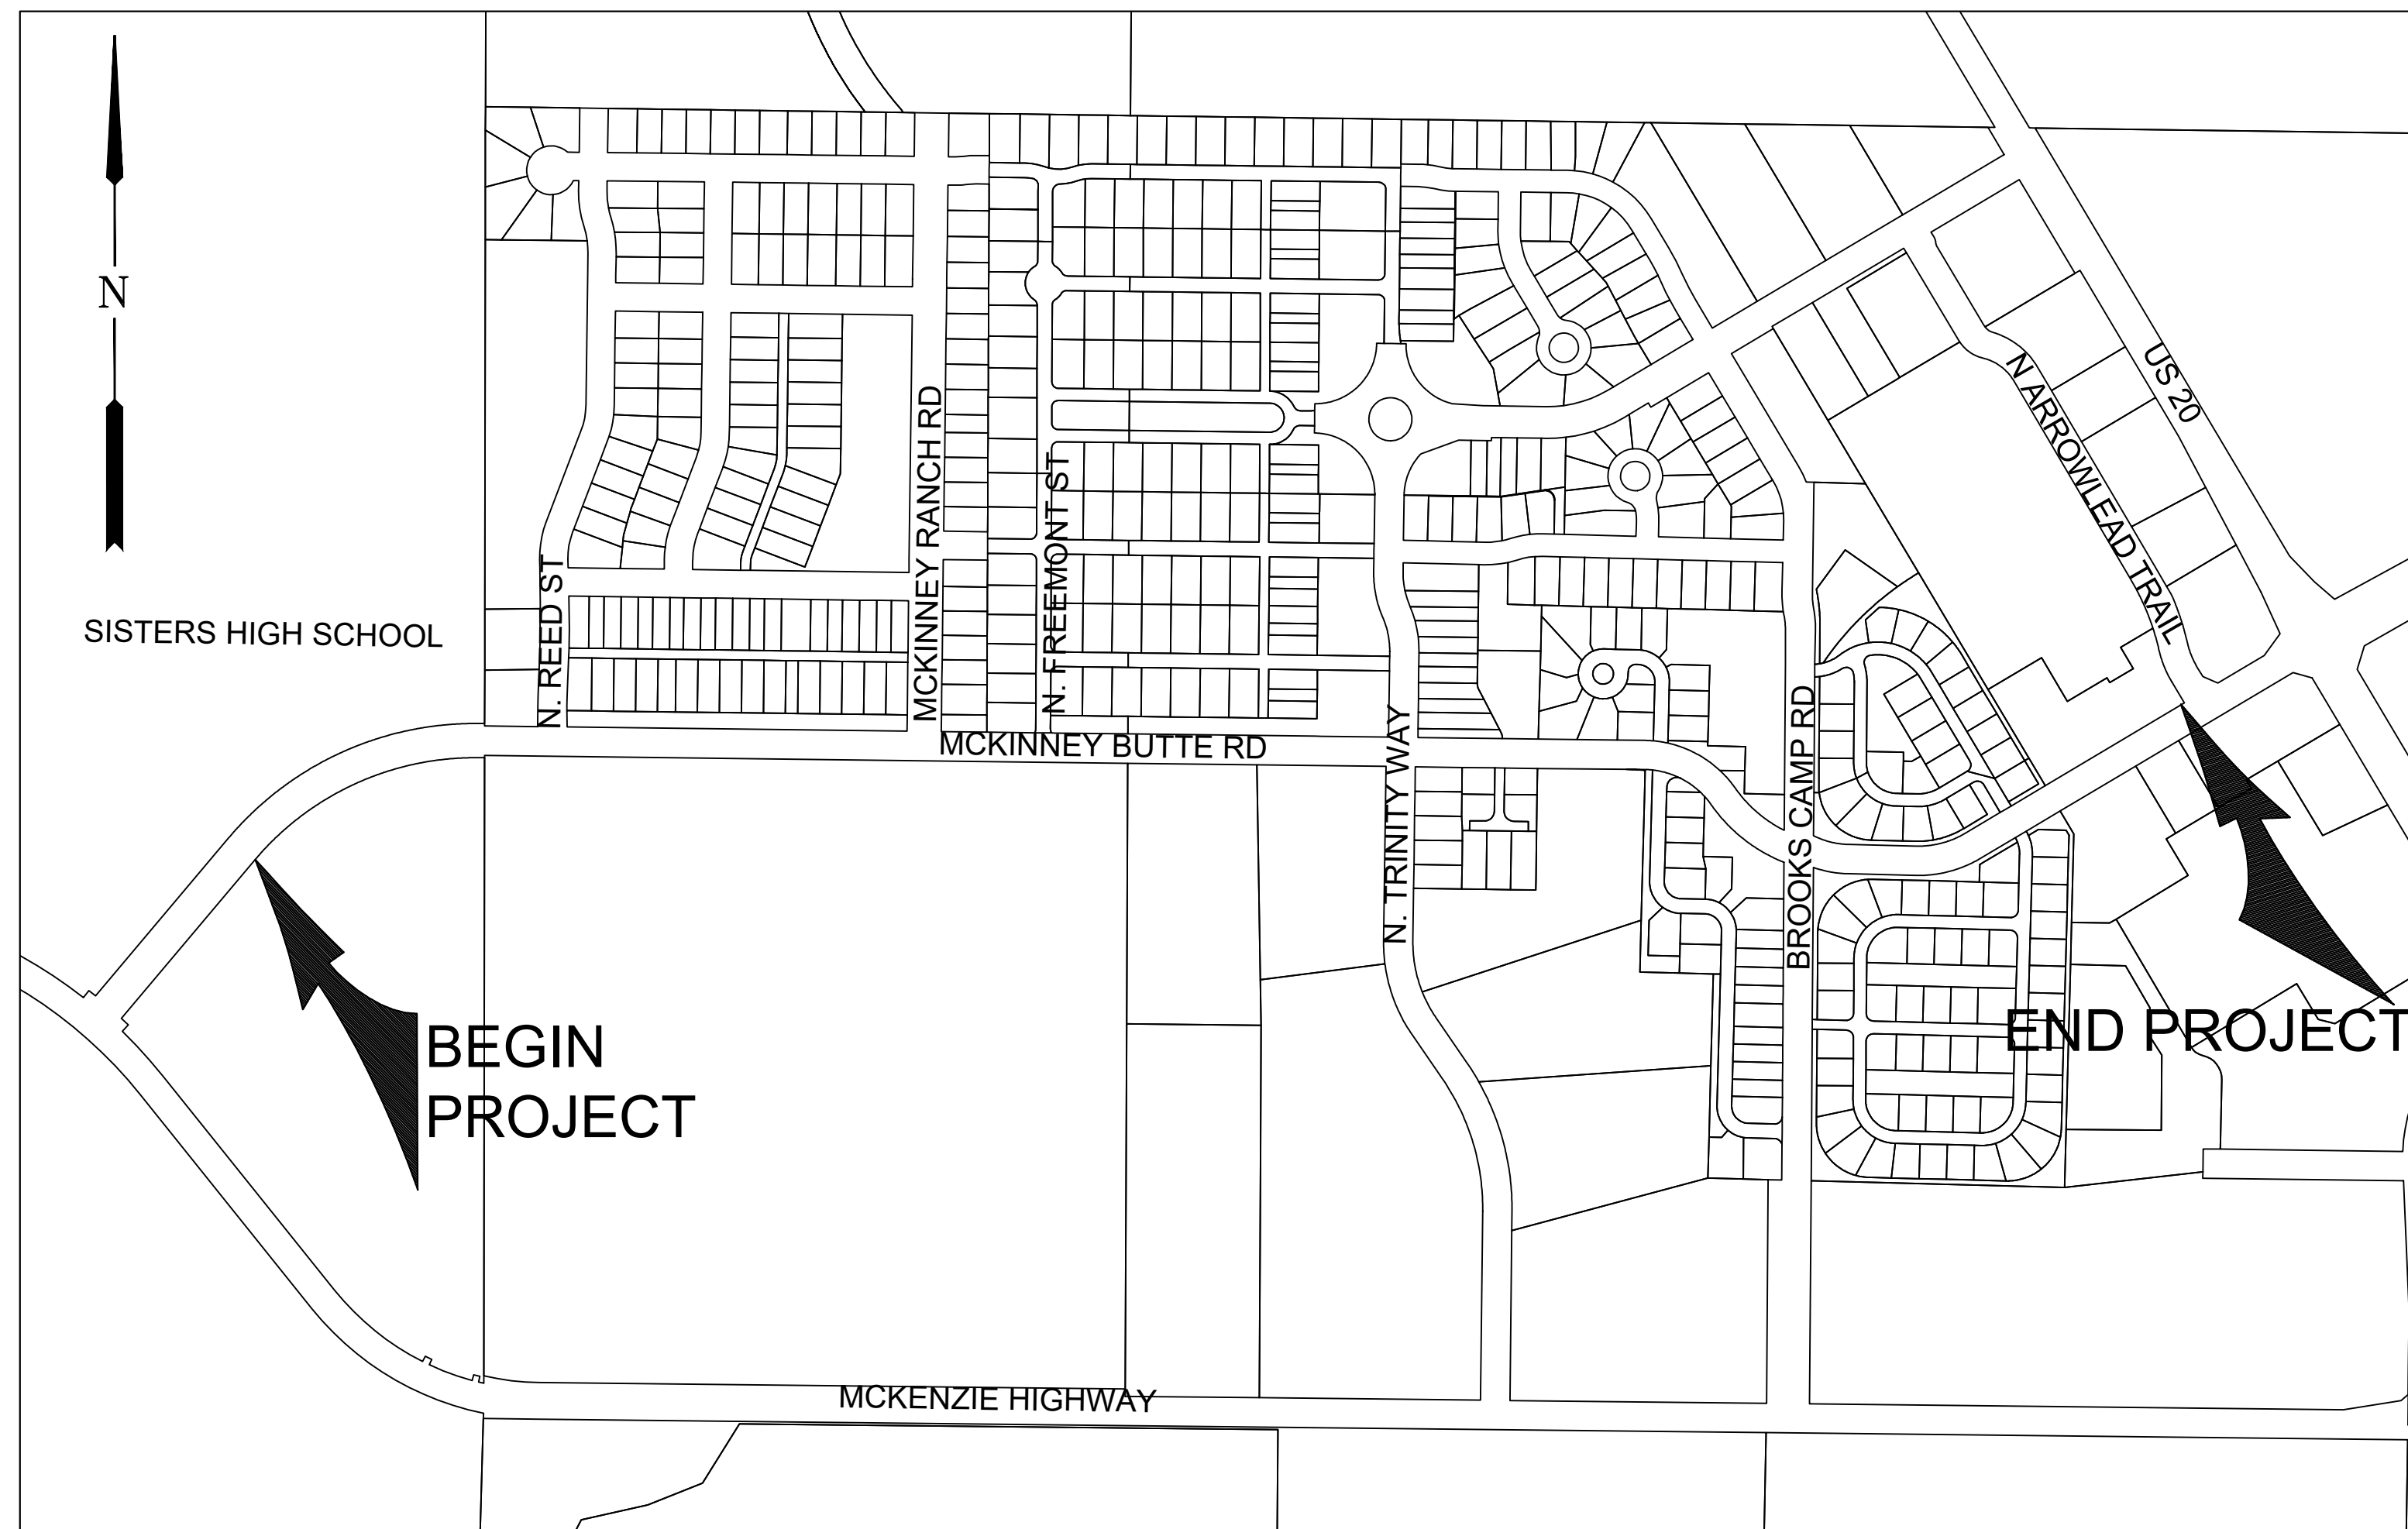 N
US 20
N ARROWLEAD TRAIL
MCKINNEY RANCH RD
N. FREEMONT ST
N. REED ST
SISTERS HIGH SCHOOL
MCKINNEY BUTTE RD
N. TRINITY WAY
BROOKS CAMP RD
BEGIN
PROJECT
END PROJECT
MCKENZIE HIGHWAY